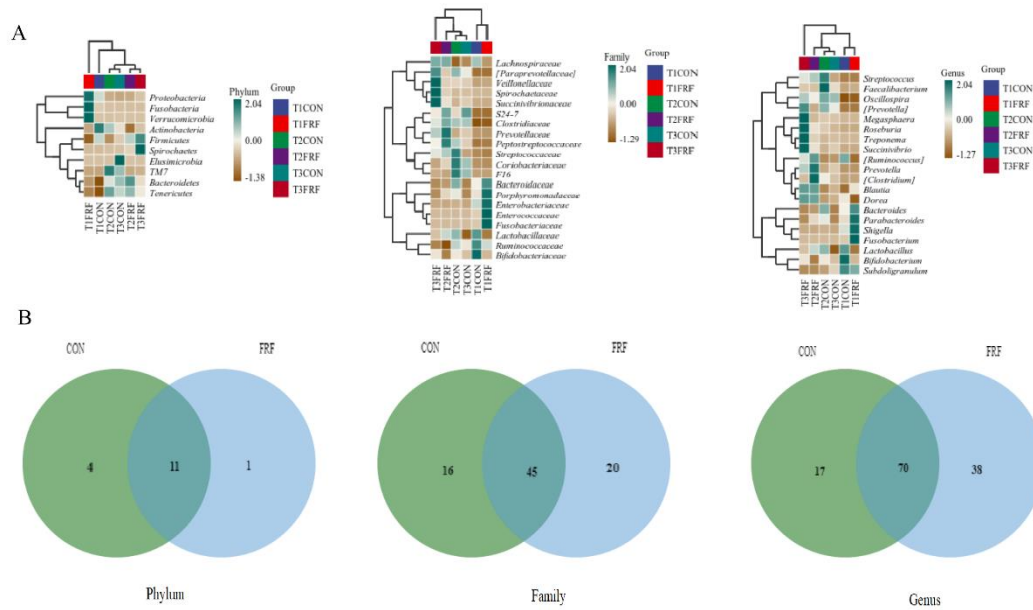 A
Phylum
2.04
0.00
-1.38
Group
T1CON
T1FRF
T2CON
T2FRF
T3CON
T3FRF
Proteobacteria
Fusobacteria
Verrucomicrobia
Actinobacteria
Firmicutes
Spirochaetes
Elusimicrobia
TM7
Bacteroidetes
Tenericutes
T1FRF
T1CON
T2CON
T3CON
T2FRF
T3FRF
Family
2.04
0.00
-1.29
Group
T1CON
T1FRF
T2CON
T2FRF
T3CON
T3FRF
Lachnospiraceae
[Paraprevotellaceae]
Veillonellaceae
Spirochaetaceae
Succinivibrionaceae
S24-7
Clostridiaceae
Prevotellaceae
Peptostreptococcaceae
Streptococcaceae
Coriobacteriaceae
F16
Bacteroidaceae
Porphyromonadaceae
Enterobacteriaceae
Enterococcaceae
Fusobacteriaceae
Lactobacillaceae
Ruminococcaceae
Bifidobacteriaceae
T3FRF
T2FRF
T2CON
T3CON
T1CON
T1FRF
Genus
2.04
0.00
-1.27
Group
T1CON
T1FRF
T2CON
T2FRF
T3CON
T3FRF
Streptococcus
Faecalibacterium
Oscillospira
[Prevotella]
Megasphaera
Roseburia
Treponema
Succinivibrio
[Ruminococcus]
Prevotella
[Clostridium]
Blautia
Dorea
Bacteroides
Parabacteroides
Shigella
Fusobacterium
Lactobacillus
Bifidobacterium
Subdoligranulum
T3FRF
T2FRF
T2CON
T3CON
T1CON
T1FRF
B
CON
FRF
4
11
1
Phylum
CON
FRF
16
45
20
Family
CON
FRF
17
70
38
Genus